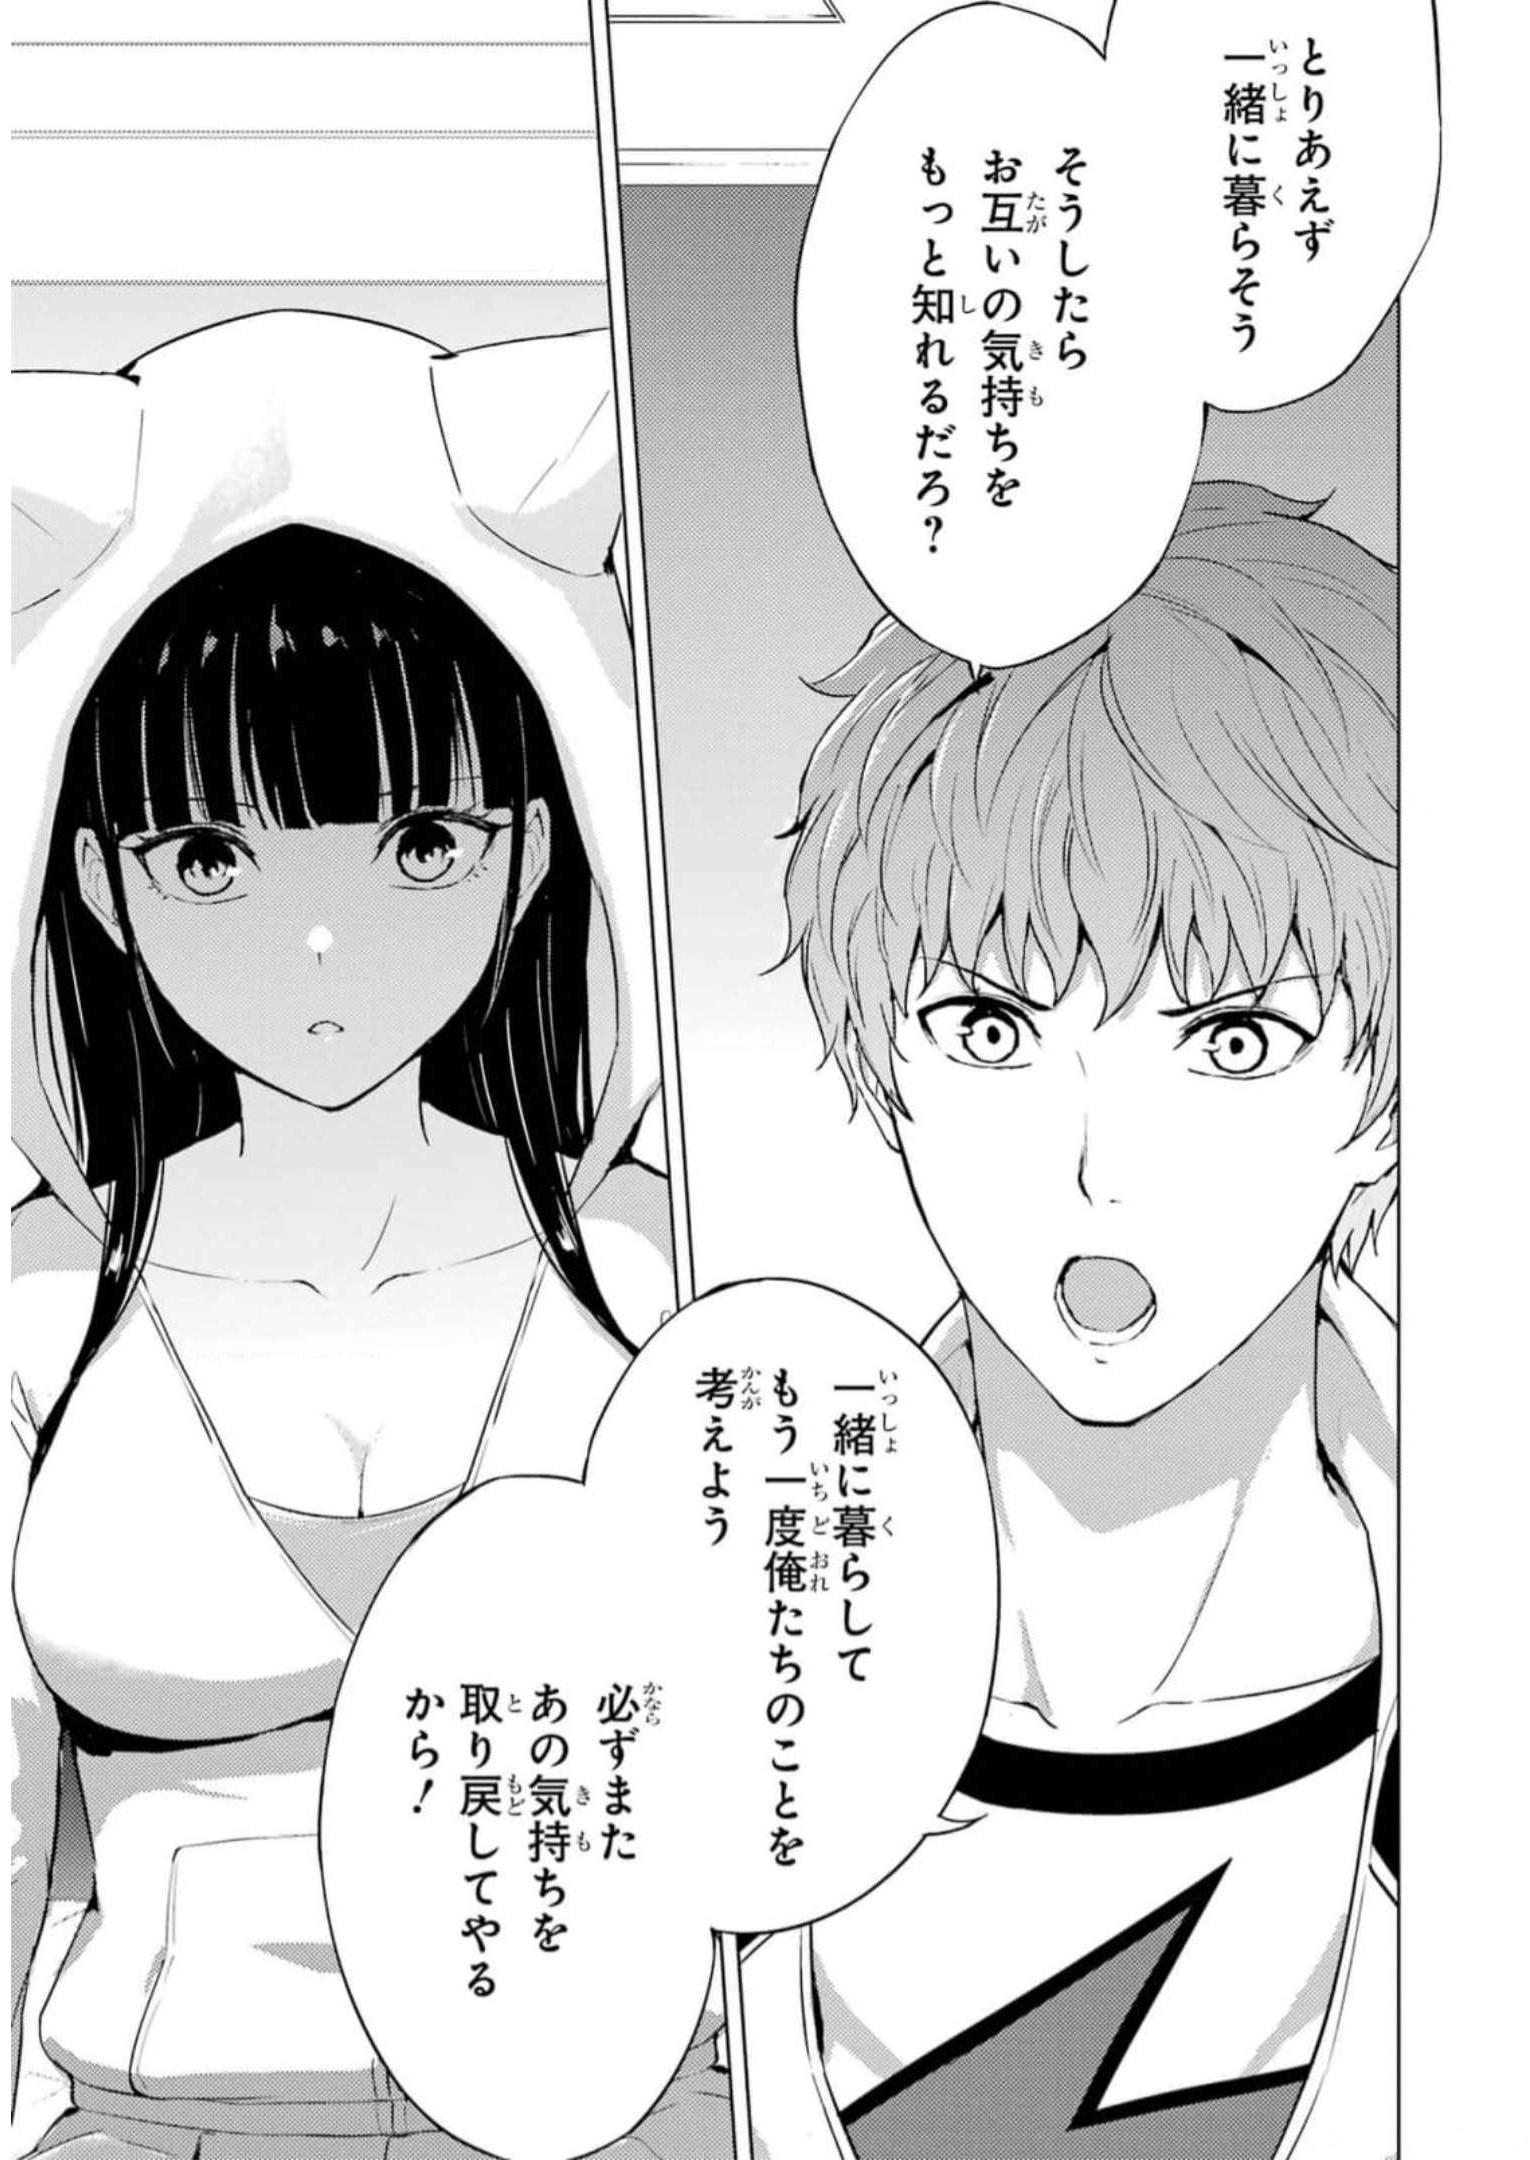 とりあえず
一緒に暮らそう
そうしたら
お互いの気持ちを
もっと知れるだろ？
一緒に暮らして
もう一度俺たちのことを
考えよう
必ずまた
あの気持ちを
取り戻してやる
から！